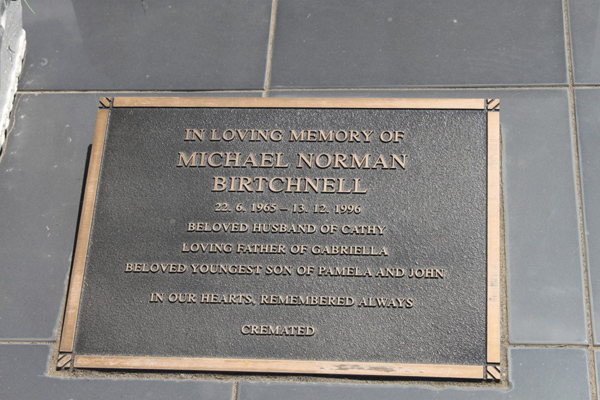 IN LOVING MEMORY OF
MICHAEL NORMAN
BIRTCHNELL
22. 6. 1965 – 13. 12. 1996
BELOVED HUSBAND OF CATHY
LOVING FATHER OF GABRIELLA
BELOVED YOUNGEST SON OF PAMELA AND JOHN
IN OUR HEARTS, REMEMBERED ALWAYS
CREMATED